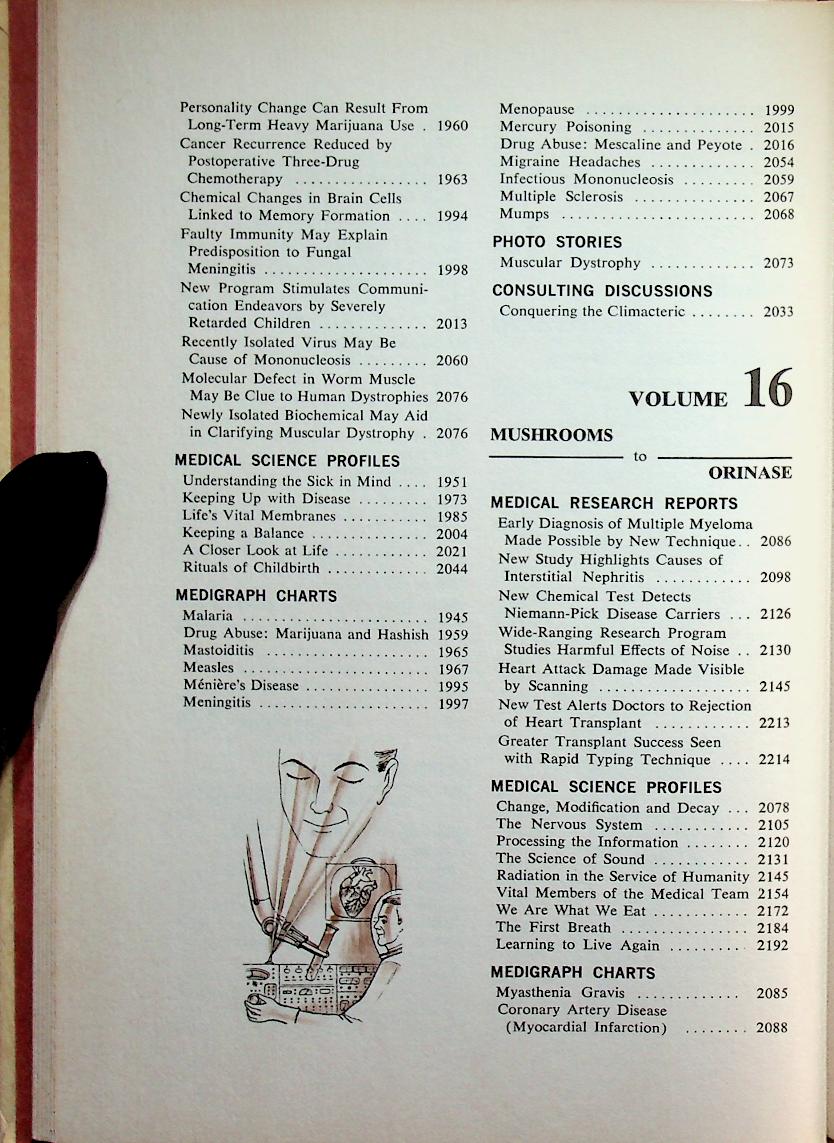 Personality Change Can Result From
Long-Term Heavy Marijuana Use . 1960
Cancer Recurrence Reduced by
Postoperative Three-Drug
Chemotherapy ................. 1963
Chemical Changes in Brain Cells
Linked to Memory Formation .... 1994
Faulty Immunity May Explain
Predisposition to Fungal
Meningitis ..................... 1998
New Program Stimulates Communi-
cation Endeavors by Severely
Retarded Children .............. 2013
Recently Isolated Virus May Be
Cause of Mononucleosis ......... 2060
Molecular Defect in Worm Muscle
May Be Clue to Human Dystrophies 2076
Newly Isolated Biochemical May Aid
in Clarifying Muscular Dystrophy . 2076
MEDICAL SCIENCE PROFILES
Understanding the Sick in Mind .... 1951
Keeping Up with Disease ......... 1973
Life's Vital Membranes ........... 1985
Keeping a Balance ............... 2004
A Closer Look at Life ............ 2021
Rituals of Childbirth ............. 2044
MEDIGRAPH CHARTS
Malaria ........................ 1945
Drug Abuse: Marijuana and Hashish 1959
Mastoiditis ..................... 1965
Measles ........................ 1967
Ménière's Disease ............... 1995
Meningitis ...................... 1997
Menopause ...................... 1999
Mercury Poisoning .............. 2015
Drug Abuse: Mescaline and Peyote . 2016
Migraine Headaches ............. 2054
Infectious Mononucleosis ......... 2059
Multiple Sclerosis ............... 2067
Mumps ......................... 2068
PHOTO STORIES
Muscular Dystrophy ............. 2073
CONSULTING DISCUSSIONS
Conquering the Climacteric ........ 2033
VOLUME 16
MUSHROOMS
to
ORINASE
MEDICAL RESEARCH REPORTS
Early Diagnosis of Multiple Myeloma
Made Possible by New Technique.. 2086
New Study Highlights Causes of
Interstitial Nephritis ............ 2098
New Chemical Test Detects
Niemann-Pick Disease Carriers ... 2126
Wide-Ranging Research Program
Studies Harmful Effects of Noise .. 2130
Heart Attack Damage Made Visible
by Scanning ................... 2145
New Test Alerts Doctors to Rejection
of Heart Transplant ............ 2213
Greater Transplant Success Seen
with Rapid Typing Technique .... 2214
MEDICAL SCIENCE PROFILES
Change, Modification and Decay ... 2078
The Nervous System ............ 2105
Processing the Information ........ 2120
The Science of Sound ............ 2131
Radiation in the Service of Humanity 2145
Vital Members of the Medical Team 2154
We Are What We Eat ............ 2172
The First Breath ................ 2184
Learning to Live Again ......... 2192
MEDIGRAPH CHARTS
Myasthenia Gravis ............. 2085
Coronary Artery Disease
(Myocardial Infarction) ........ 2088